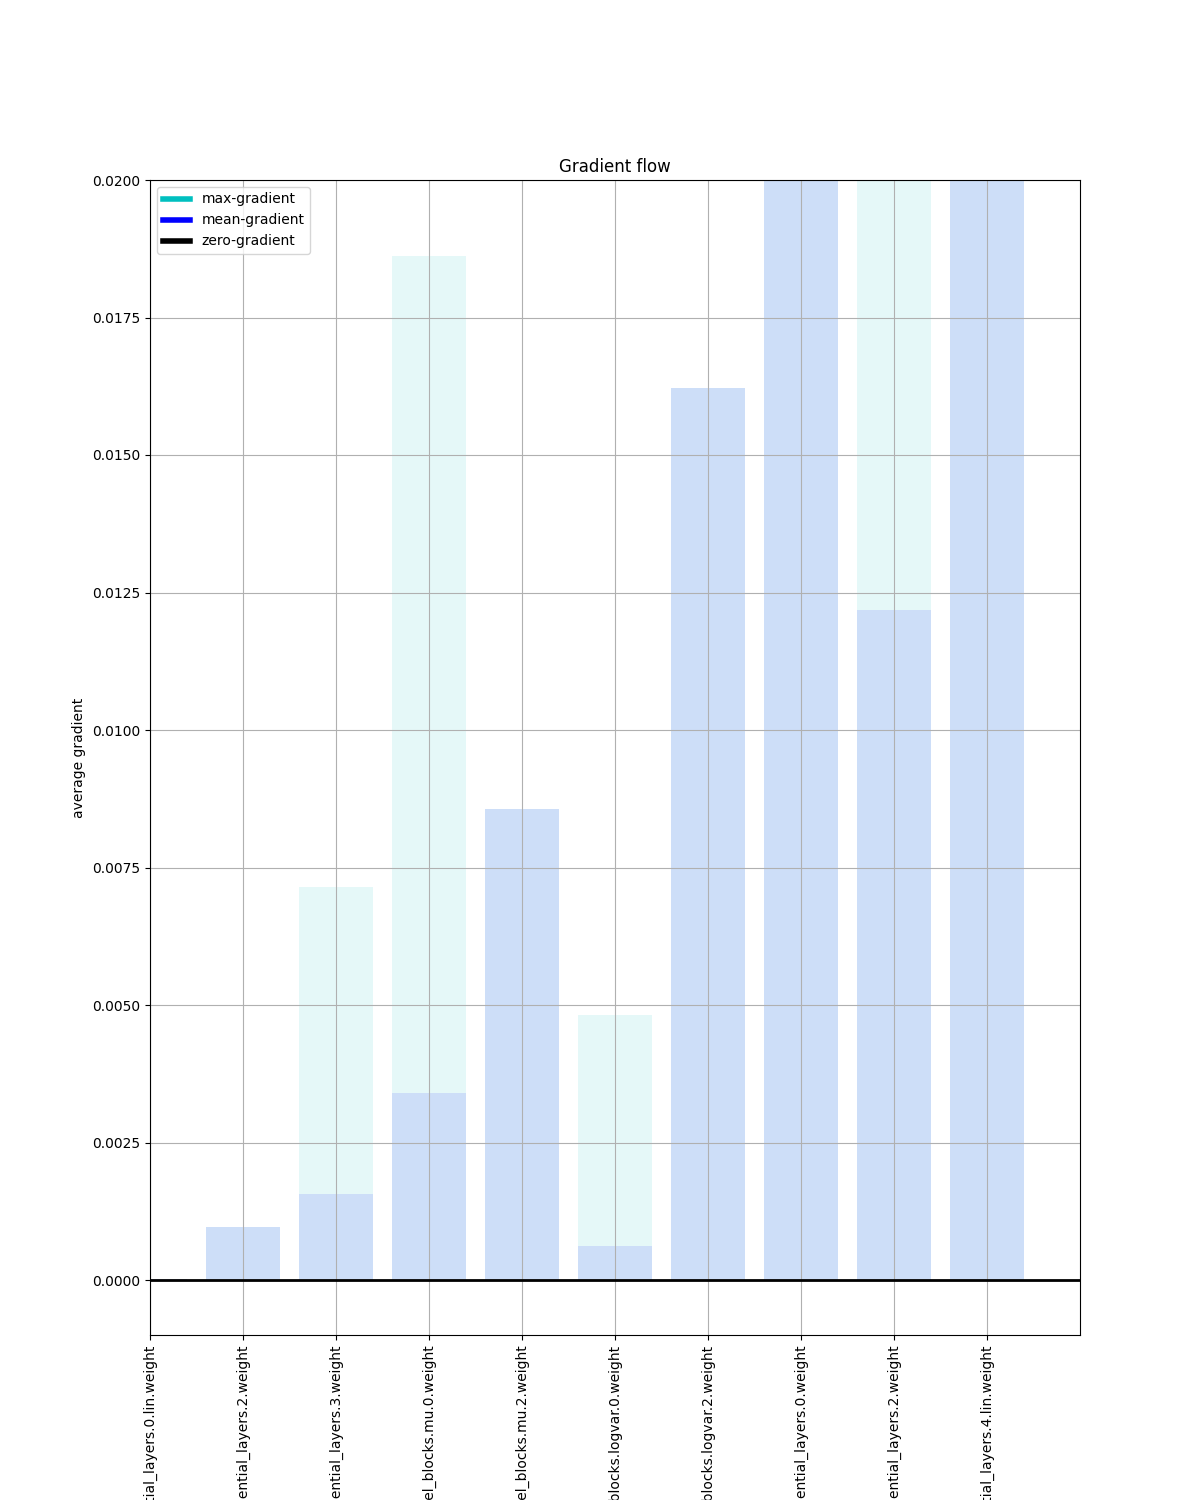 Gradient flow
max-gradient
mean-gradient
zero-gradient
0.0200
0.0175
0.0150
0.0125
0.0100
0.0075
0.0050
0.0025
0.0000
average gradient
tial_layers.0.lin.weight
ential_layers.2.weight
ential_layers.3.weight
el_blocks.mu.0.weight
el_blocks.mu.2.weight
blocks.logvar.0.weight
blocks.logvar.2.weight
ential_layers.0.weight
ential_layers.2.weight
tial_layers.4.lin.weight